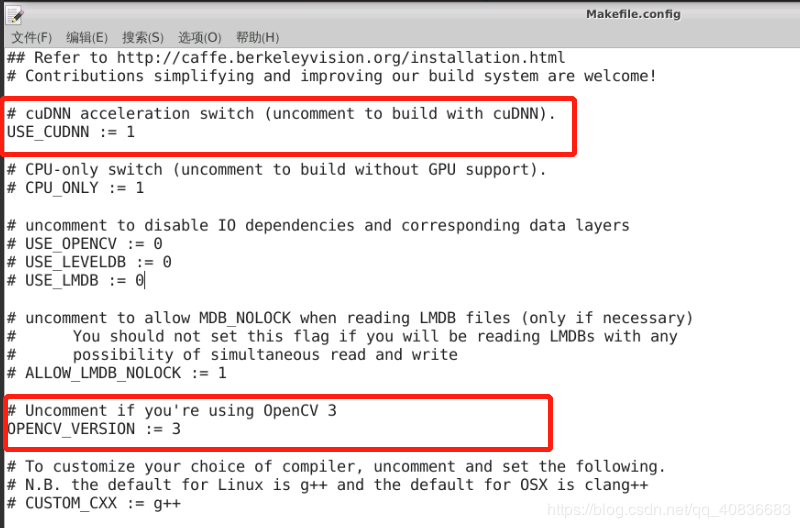 Makefile.config
文件(F) 编辑(E) 搜索(S) 选项(O) 帮助(H)
## Refer to http://caffe.berkeleyvision.org/installation.html
# Contributions simplifying and improving our build system are welcome!
# cuDNN acceleration switch (uncomment to build with cuDNN).
USE_CUDNN := 1
# CPU-only switch (uncomment to build without GPU support).
# CPU_ONLY := 1
# uncomment to disable IO dependencies and corresponding data layers
# USE_OPENCV := 0
# USE_LEVELDB := 0
# USE_LMDB := 0
# uncomment to allow MDB_NOLOCK when reading LMDB files (only if necessary)
#      You should not set this flag if you will be reading LMDBs with any
#      possibility of simultaneous read and write
# ALLOW_LMDB_NOLOCK := 1
# Uncomment if you're using OpenCV 3
OPENCV_VERSION := 3
# To customize your choice of compiler, uncomment and set the following.
# N.B. the default for Linux is g++ and the default for OSX is clang++
# CUSTOM_CXX := g++
https://blog.csdn.net/qq_40836683